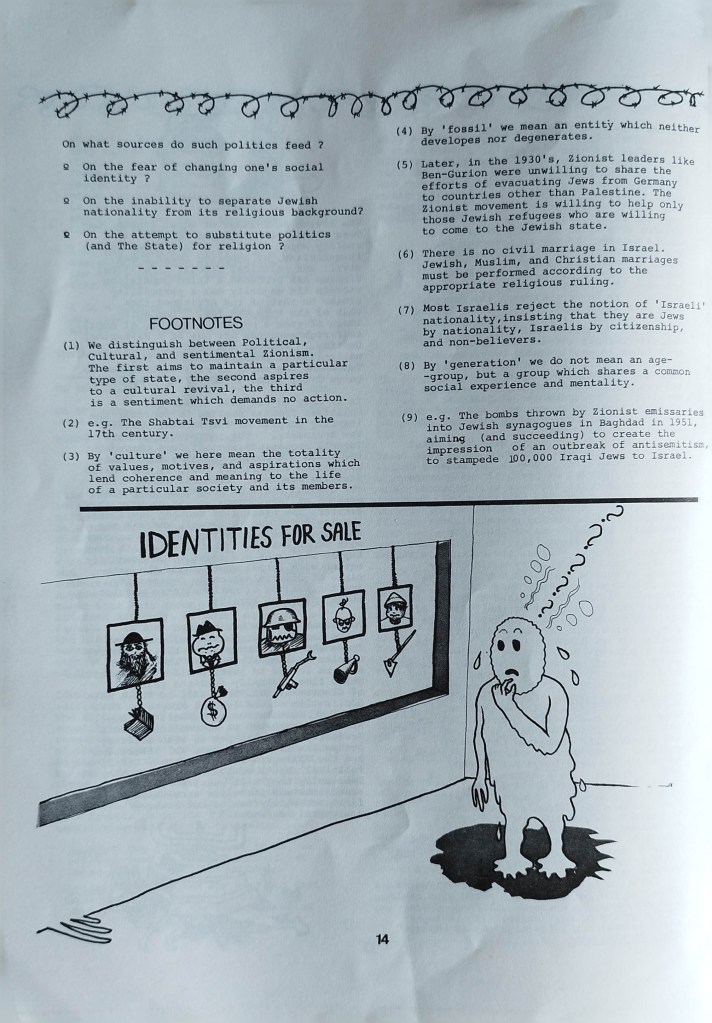 On what sources do such politics feed ?
o On the fear of changing one's social
identity ?
o On the inability to separate Jewish
nationality from its religious background?
o On the attempt to substitute politics
(and The State) for religion ?
- - - - - - -
FOOTNOTES
(1) We distinguish between Political,
Cultural, and sentimental Zionism.
The first aims to maintain a particular
type of state, the second aspires
to a cultural revival, the third
is a sentiment which demands no action.
(2) e.g. The Shabtai Tsvi movement in the
17th century.
(3) By 'culture' we here mean the totality
of values, motives, and aspirations which
lend coherence and meaning to the life
of a particular society and its members.
(4) By 'fossil' we mean an entity which neither
developes nor degenerates.
(5) Later, in the 1930's, Zionist leaders like
Ben-Gurion were unwilling to share the
efforts of evacuating Jews from Germany
to countries other than Palestine. The
Zionist movement is willing to help only
those Jewish refugees who are willing
to come to the Jewish state.
(6) There is no civil marriage in Israel.
Jewish, Muslim, and Christian marriages
must be performed according to the
appropriate religious ruling.
(7) Most Israelis reject the notion of 'Israeli'
nationality,insisting that they are Jews
by nationality, Israelis by citizenship,
and non-believers.
(8) By 'generation' we do not mean an age-
-group, but a group which shares a common
social experience and mentality.
(9) e.g. The bombs thrown by Zionist emissaries
into Jewish synagogues in Baghdad in 1951,
aiming (and succeeding) to create the
impression of an outbreak of antisemitism,
to stampede 100,000 Iraqi Jews to Israel.
IDENTITIES FOR SALE
$
?
?
?
?
?
14